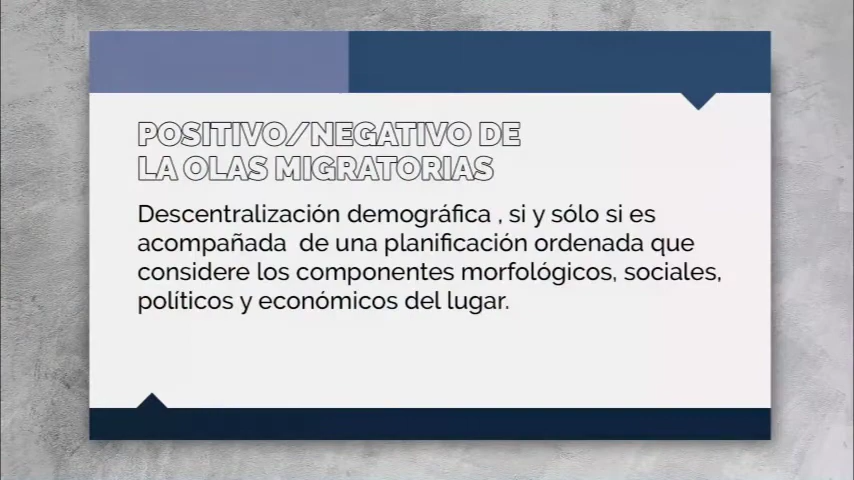 POSITIVO/NEGATIVO DE
LA OLAS MIGRATORIAS
Descentralización demográfica , si y sólo si es
acompañada  de una planificación ordenada que
considere los componentes morfológicos, sociales,
políticos y económicos del lugar.